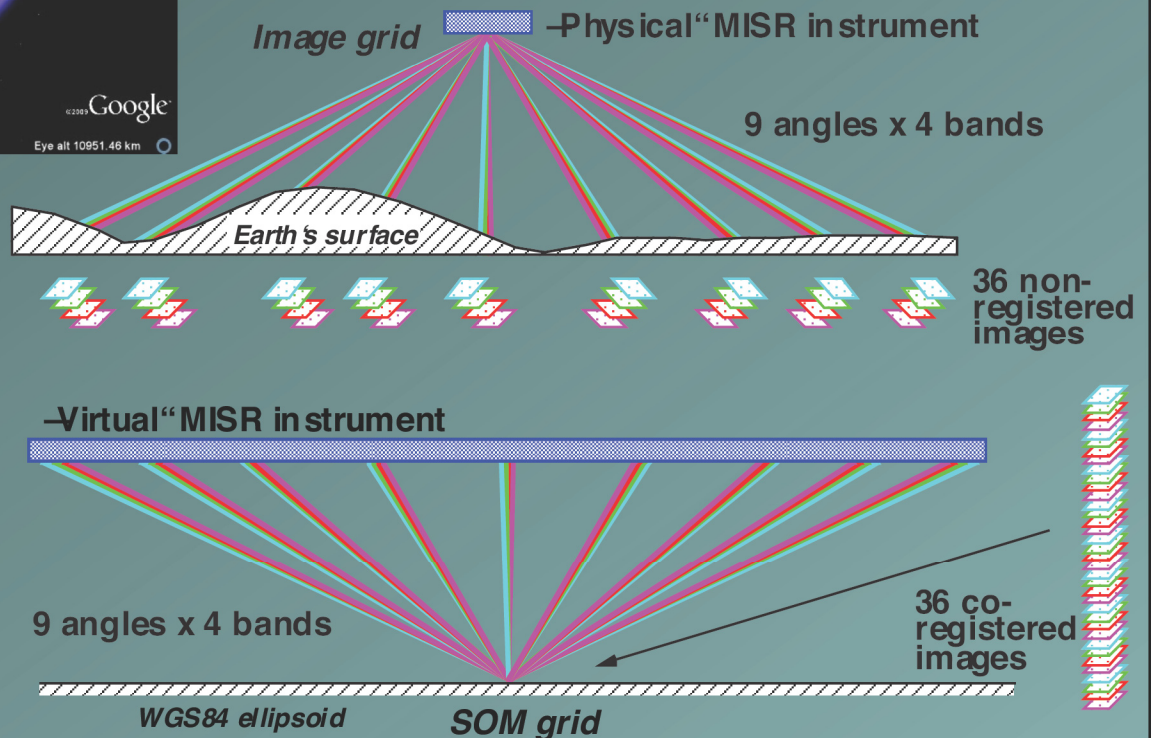 Image grid
–Physical“ MISR instrument
©2009 Google
Eye alt 10951.46 km
9 angles x 4 bands
Earth's surface
36 non-
registered
images
–Virtual“ MISR instrument
9 angles x 4 bands
36 co-
registered
images
WGS84 ellipsoid
SOM grid